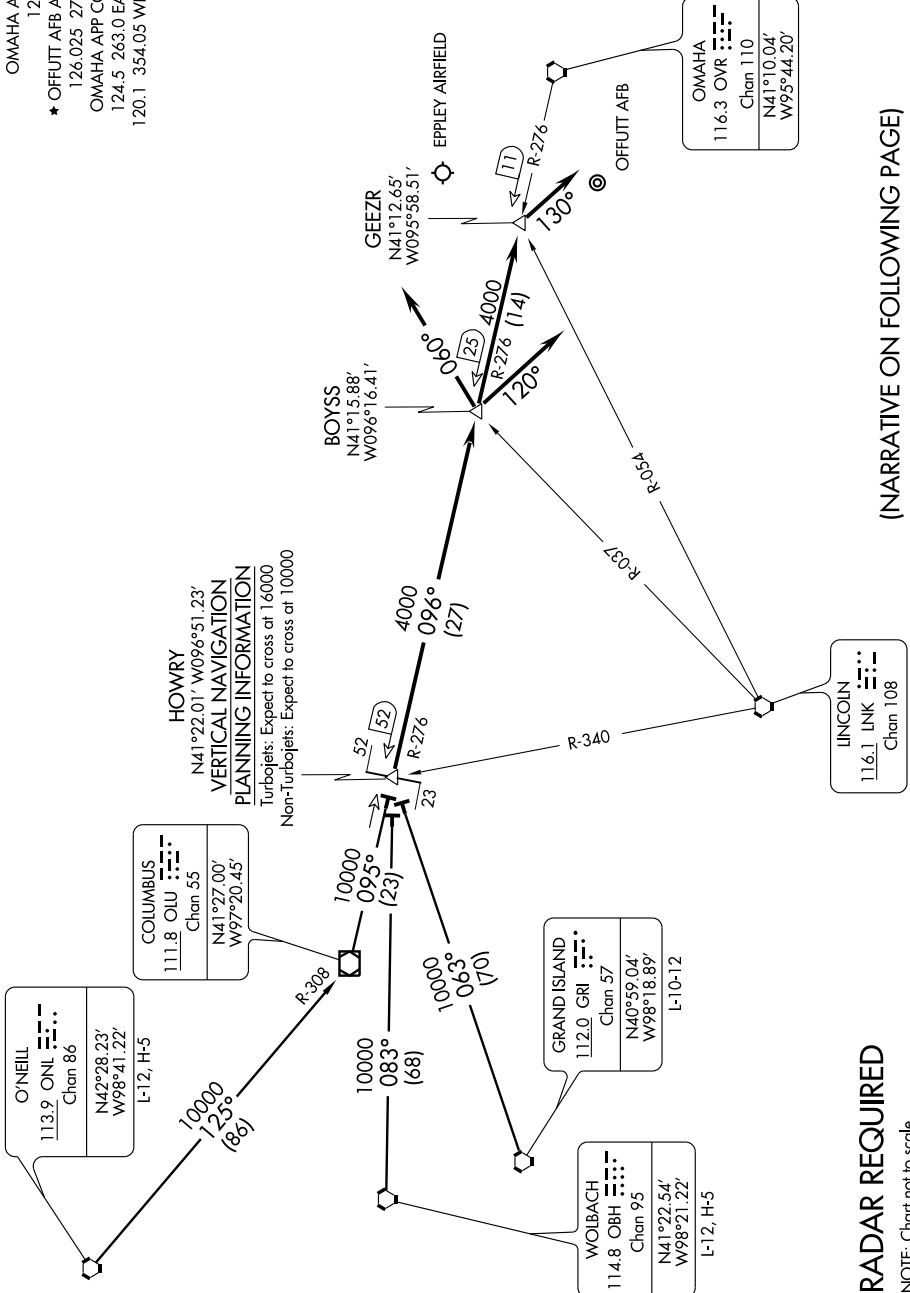 OMAHA A
12
★ OFFUTT AFB A
126.025 27
OMAHA APP CO
124.5 263.0 EA
120.1 354.05 W
O'NEILL
113.9 ONL
Chan 86
N42°28.23'
W98°41.22'
L-12, H-5
COLUMBUS
111.8 OLU
Chan 55
N41°27.00'
W97°20.45'
HOWRY
N41°22.01' W096°51.23'
VERTICAL NAVIGATION
PLANNING INFORMATION
Turbojets: Expect to cross at 16000
Non-Turbojets: Expect to cross at 10000
BOYSS
N41°15.88'
W096°16.41'
GEEZR
N41°12.65'
W095°58.51'
EPPLEY AIRFIELD
OFFUTT AFB
OMAHA
116.3 OVR
Chan 110
N41°10.04'
W95°44.20'
10000
125°
(86)
R-308
10000
095°
(23)
10000
083°
(68)
10000
063°
(70)
52
52
R-276
23
4000
096°
(27)
060°
25
R-276
4000
(14)
120°
11
R-276
130°
R-340
R-037
R-054
WOLBACH
114.8 OBH
Chan 95
N41°22.54'
W98°21.22'
L-12, H-5
GRAND ISLAND
112.0 GRI
Chan 57
N40°59.04'
W98°18.89'
L-10-12
LINCOLN
116.1 LNK
Chan 108
RADAR REQUIRED
NOTE: Chart not to scale
(NARRATIVE ON FOLLOWING PAGE)